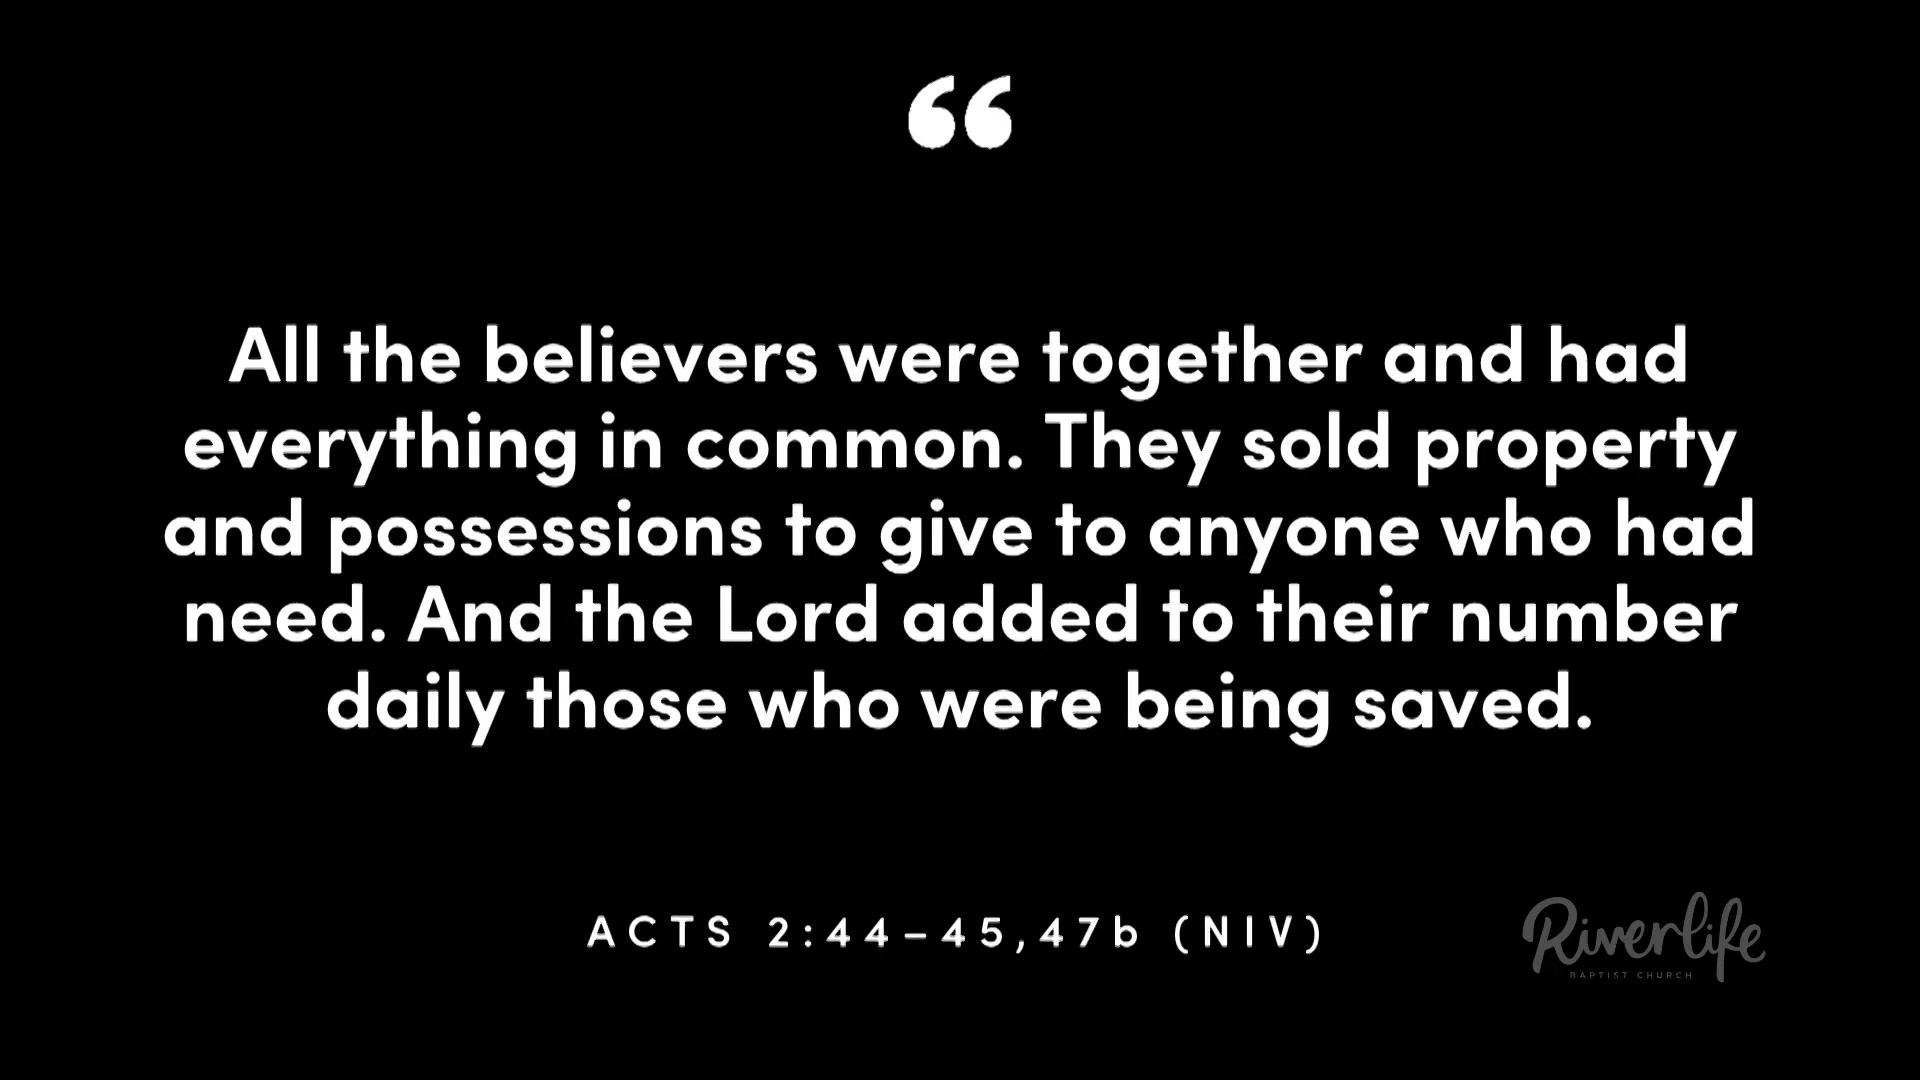 “
All the believers were together and had
everything in common. They sold property
and possessions to give to anyone who had
need. And the Lord added to their number
daily those who were being saved.
ACTS 2:44–45,47b (NIV)
Riverlife
BAPTIST CHURCH